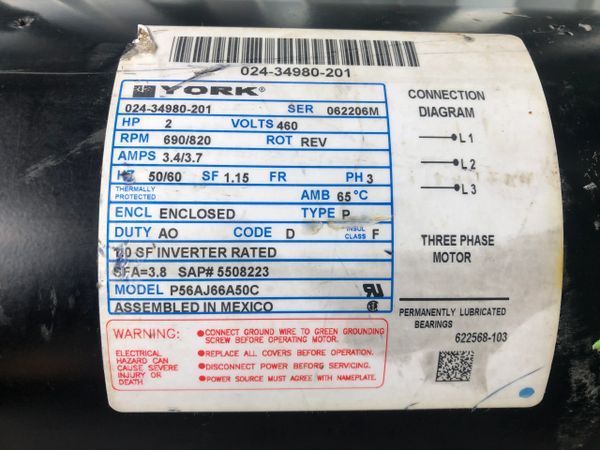 024-34980-201
YORK®
024-34980-201 SER 062206M
HP 2 VOLTS 460
RPM 690/820 ROT REV
AMPS 3.4/3.7
HZ 50/60 SF 1.15 FR PH 3
THERMALLY PROTECTED AMB 65°C
ENCL ENCLOSED TYPE P
DUTY AO CODE D INSUL CLASS F
1.0 SF INVERTER RATED
SFA=3.8 SAP# 5508223
MODEL P56AJ66A50C
ASSEMBLED IN MEXICO
WARNING:
ELECTRICAL
HAZARD CAN
CAUSE SEVERE
INJURY OR
DEATH
●CONNECT GROUND WIRE TO GREEN GROUNDING
SCREW BEFORE OPERATING MOTOR.
●REPLACE ALL COVERS BEFORE OPERATION.
●DISCONNECT POWER BEFORE SERVICING.
●POWER SOURCE MUST AGREE WITH NAMEPLATE.
CONNECTION
DIAGRAM
L1
L2
L3
THREE PHASE
MOTOR
PERMANENTLY LUBRICATED
BEARINGS
622568-103